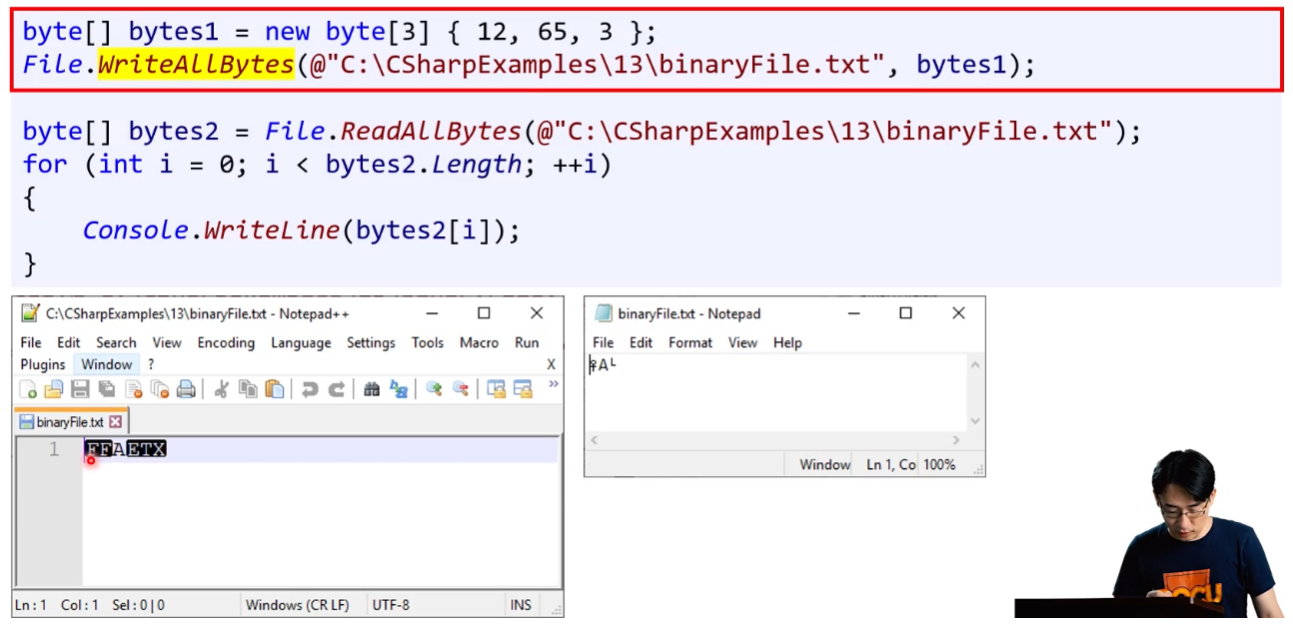 byte[] bytes1 = new byte[3] { 12, 65, 3 };
File.WriteAllBytes(@"C:\CSharpExamples\13\binaryFile.txt", bytes1);
byte[] bytes2 = File.ReadAllBytes(@"C:\CSharpExamples\13\binaryFile.txt");
for (int i = 0; i < bytes2.Length; ++i)
{
    Console.WriteLine(bytes2[i]);
}
C:\CSharpExamples\13\binaryFile.txt - Notepad++
File Edit Search View Encoding Language Settings Tools Macro Run
Plugins Window ? X
binaryFile.txt
1 FFAETX
Ln : 1 Col : 1 Sel : 0 | 0 Windows (CR LF) UTF-8 INS
binaryFile.txt - Notepad
File Edit Format View Help
♀A└
Window Ln 1, Co 100%